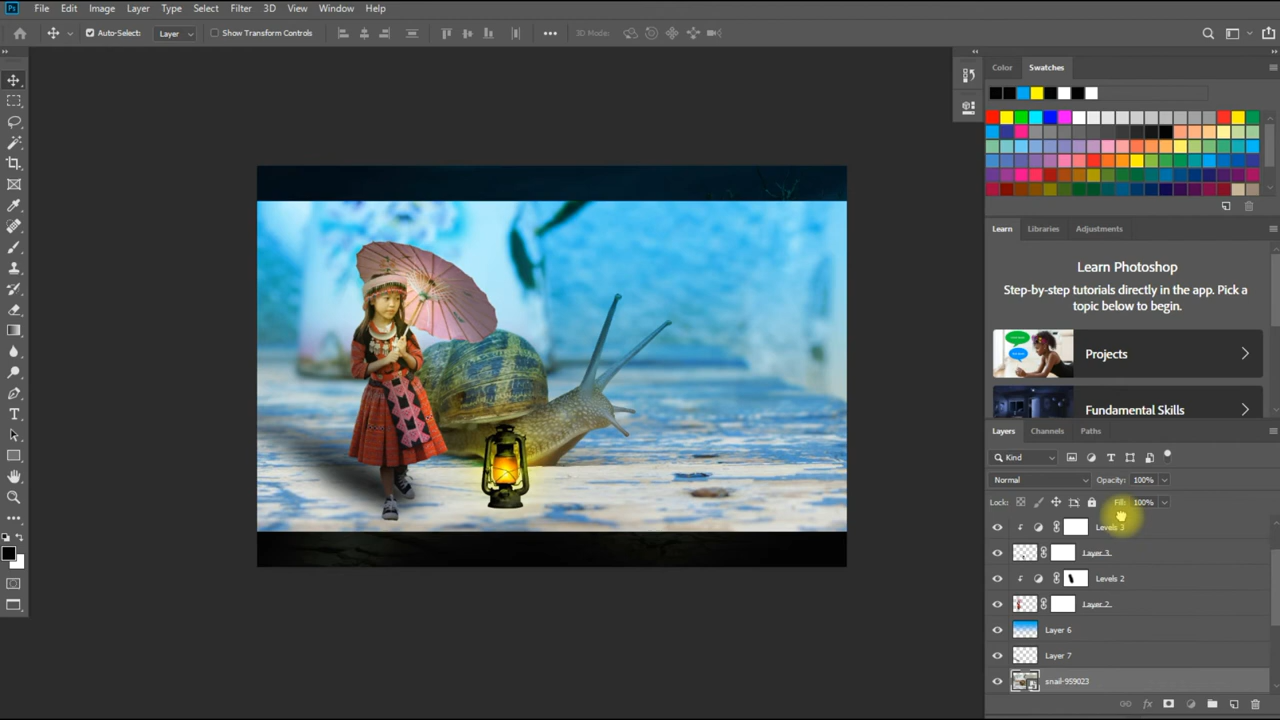 Ps File Edit Image Layer Type Select Filter 3D View Window Help
Auto-Select: Layer Show Transform Controls 3D Mode:
Color Swatches
Learn Libraries Adjustments
Learn Photoshop
Step-by-step tutorials directly in the app. Pick a
topic below to begin.
Projects
Fundamental Skills
Layers Channels Paths
Kind
Normal Opacity: 100%
Lock: Fill: 100%
Levels 3
Layer 3
Levels 2
Layer 2
Layer 6
Layer 7
snail-959023